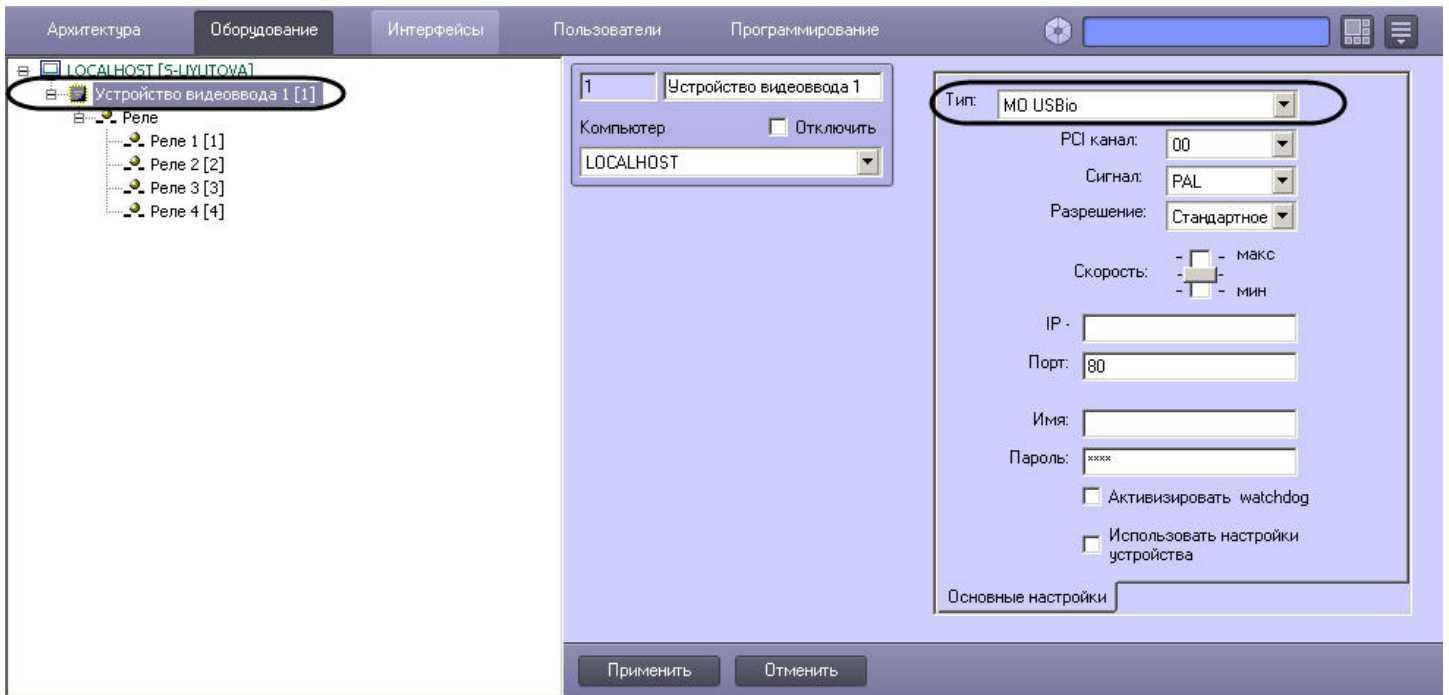 Архитектура Оборудование Интерфейсы Пользователи Программирование
LOCALHOST [S-UYUTOVA]
Устройство видеоввода 1 [1]
Реле
Реле 1 [1]
Реле 2 [2]
Реле 3 [3]
Реле 4 [4]
1 Устройство видеоввода 1
Компьютер Отключить
LOCALHOST
Тип: MO USBio
PCI канал: 00
Сигнал: PAL
Разрешение: Стандартное
макс
Скорость:
мин
IP -
Порт: 80
Имя:
Пароль: ****
Активизировать watchdog
Использовать настройки
устройства
Основные настройки
Применить Отменить